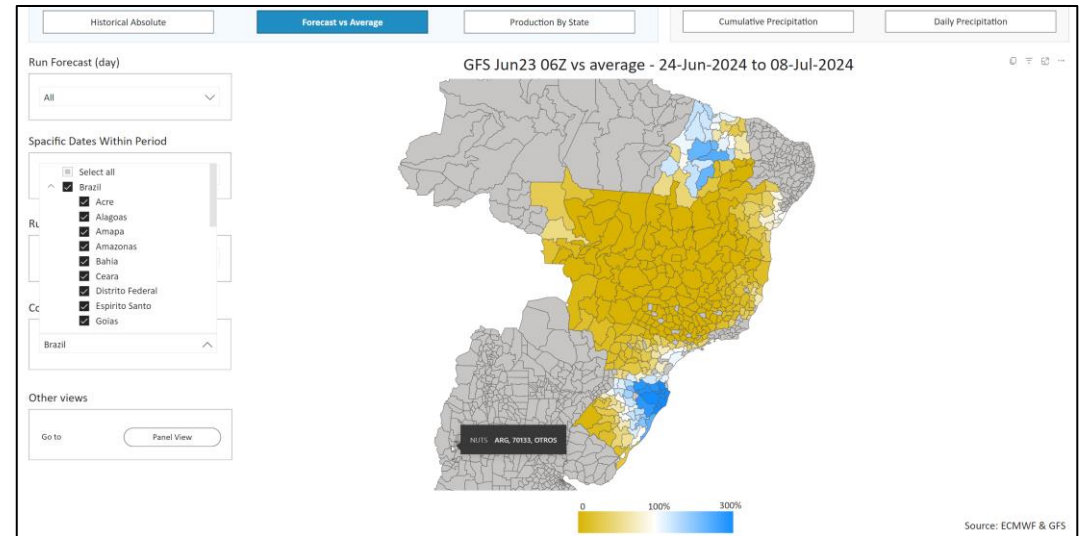 Historical Absolute
Forecast vs Average
Production By State
Cumulative Precipitation
Daily Precipitation
Run Forecast (day)
All
Spacific Dates Within Period
Select all
Brazil
Acre
Alagoas
Amapa
Amazonas
Bahia
Ceara
Distrito Federal
Espirito Santo
Goias
Brazil
Other views
Go to
Panel View
GFS Jun23 06Z vs average - 24-Jun-2024 to 08-Jul-2024
NUTS ARG, 70133, OTROS
0 100% 300%
Source: ECMWF & GFS